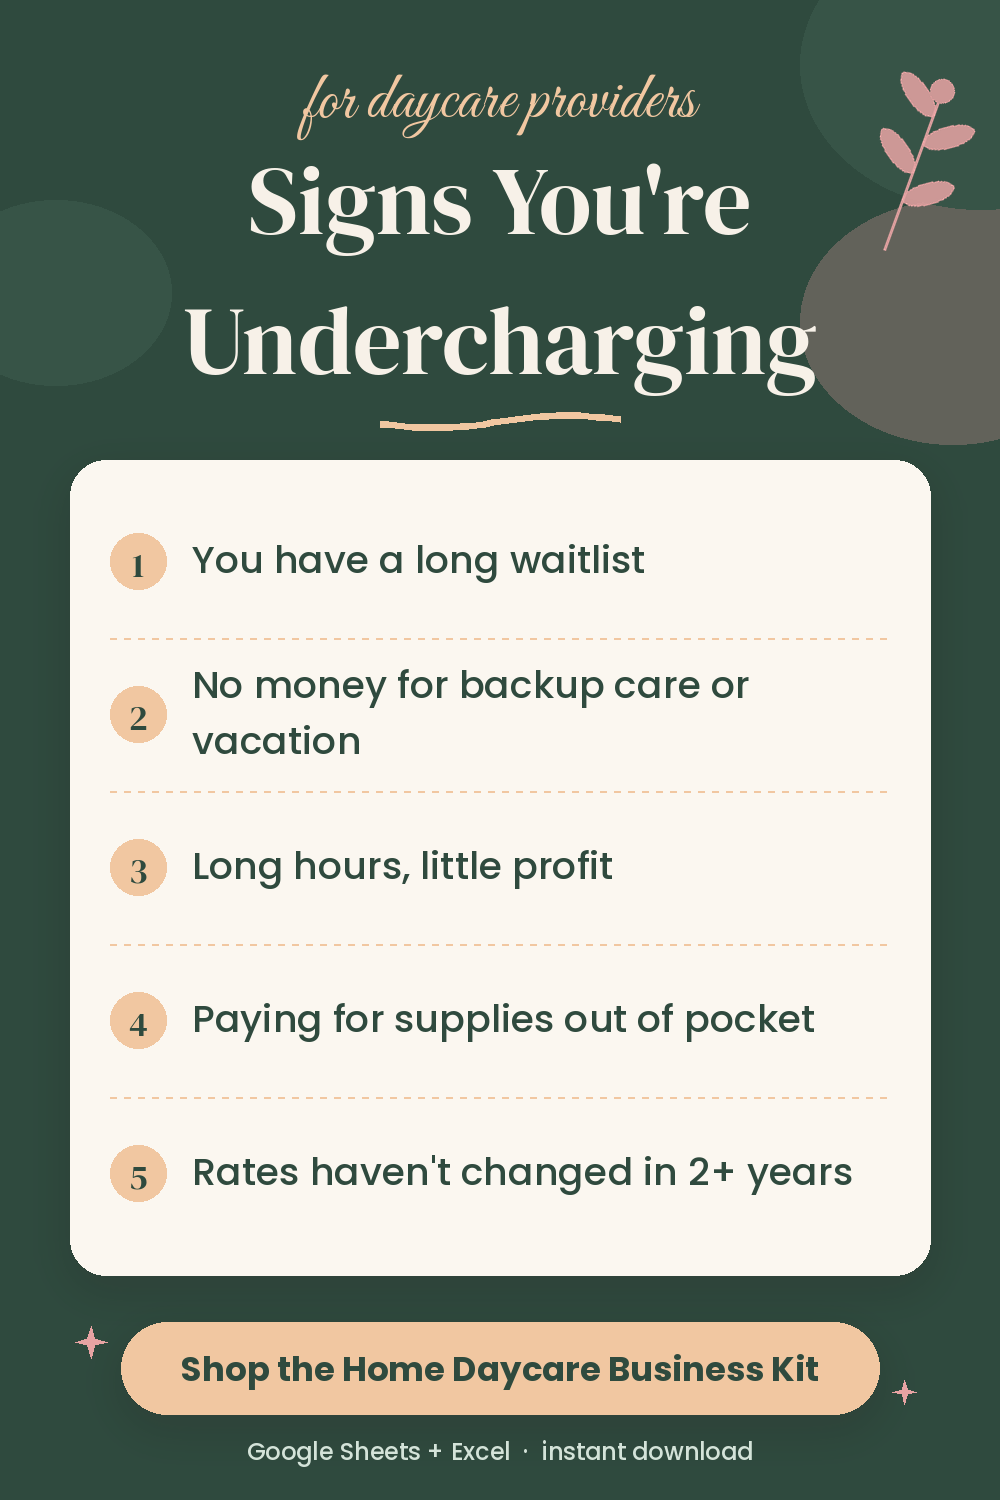 for daycare providers
Signs You're
Undercharging
1 You have a long waitlist
2 No money for backup care or
vacation
3 Long hours, little profit
4 Paying for supplies out of pocket
5 Rates haven't changed in 2+ years
Shop the Home Daycare Business Kit
Google Sheets + Excel · instant download